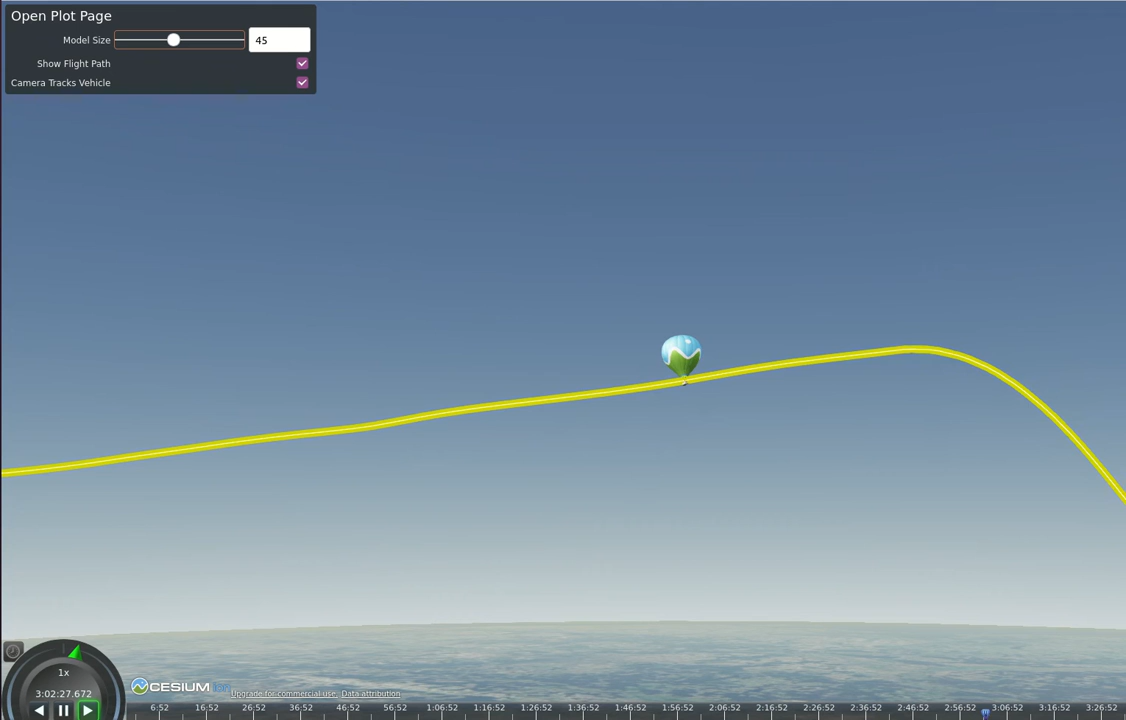 Open Plot Page
Model Size 45
Show Flight Path
Camera Tracks Vehicle
1x
3:02:27.672
CESIUM
Upgrade for commercial use. Data attribution
6:52 16:52 26:52 36:52 46:52 56:52 1:06:52 1:16:52 1:26:52 1:36:52 1:46:52 1:56:52 2:06:52 2:16:52 2:26:52 2:36:52 2:46:52 2:56:52 3:06:52 3:16:52 3:26:52